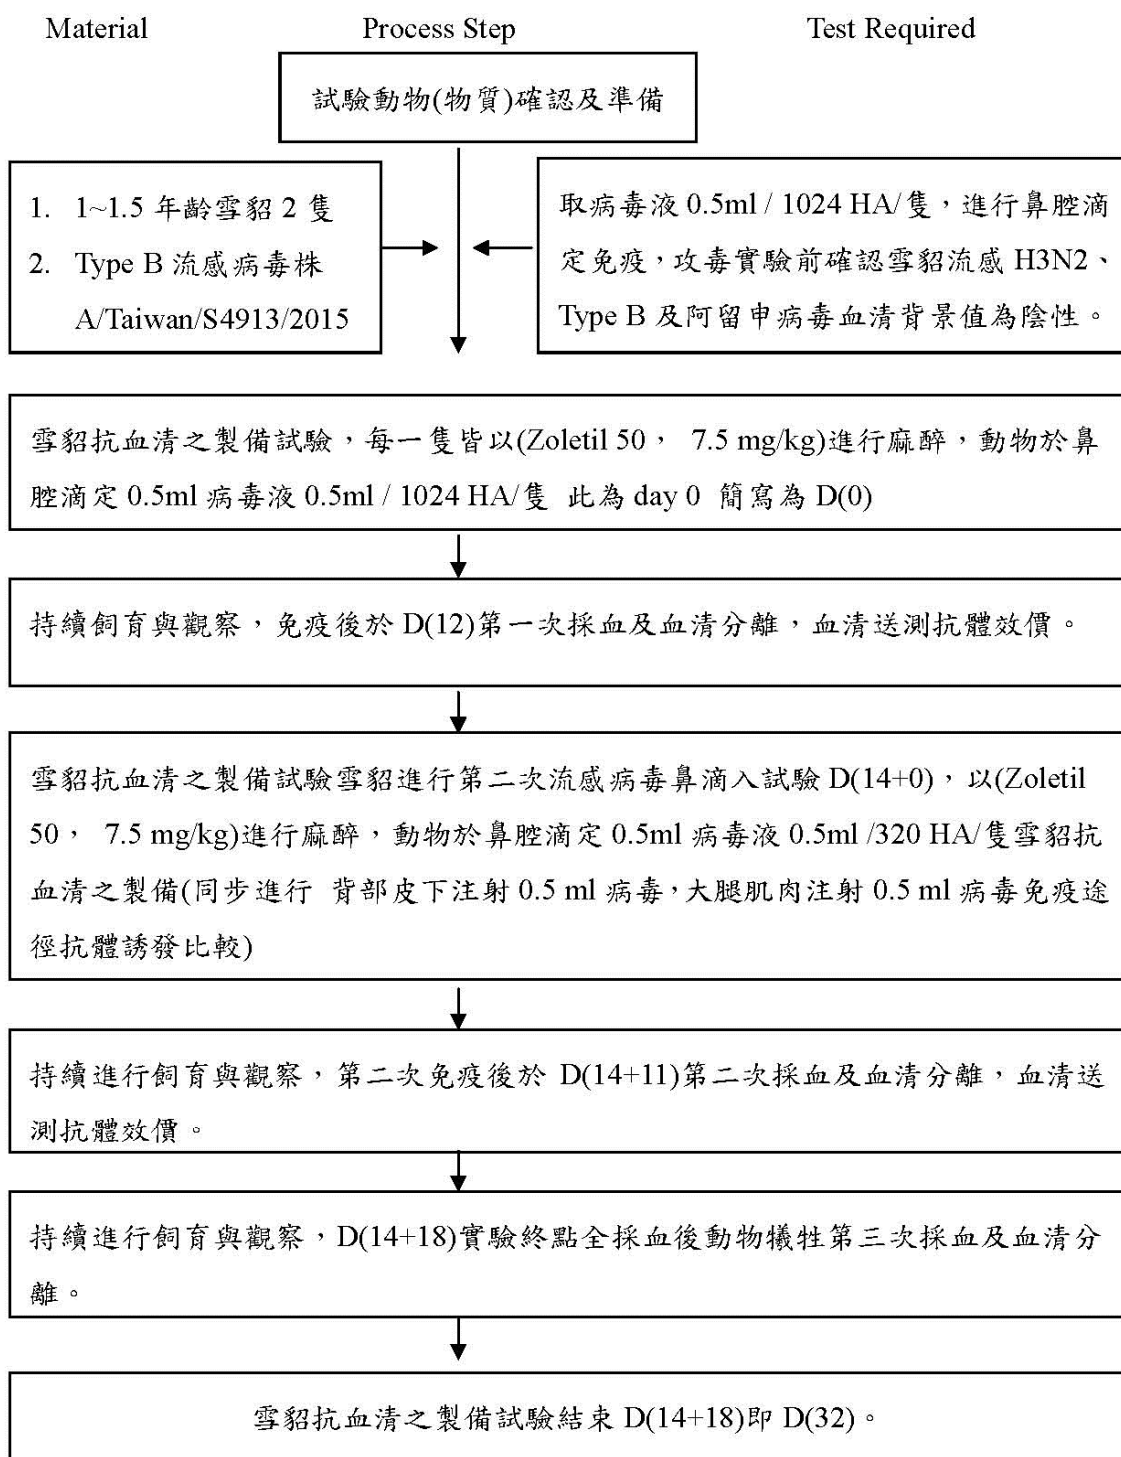 Material Process Step Test Required
試驗動物(物質)確認及準備
1. 1~1.5 年齡雪貂 2 隻
2. Type B 流感病毒株
A/Taiwan/S4913/2015
取病毒液 0.5ml / 1024 HA/隻，進行鼻腔滴
定免疫，攻毒實驗前確認雪貂流感 H3N2、
Type B 及阿留申病毒血清背景值為陰性。
雪貂抗血清之製備試驗，每一隻皆以(Zoletil 50， 7.5 mg/kg)進行麻醉，動物於鼻
腔滴定 0.5ml 病毒液 0.5ml / 1024 HA/隻 此為 day 0 簡寫為 D(0)
持續飼育與觀察，免疫後於 D(12)第一次採血及血清分離，血清送測抗體效價。
雪貂抗血清之製備試驗雪貂進行第二次流感病毒鼻滴入試驗 D(14+0)，以(Zoletil
50， 7.5 mg/kg)進行麻醉，動物於鼻腔滴定 0.5ml 病毒液 0.5ml /320 HA/隻雪貂抗
血清之製備(同步進行 背部皮下注射 0.5 ml 病毒，大腿肌肉注射 0.5 ml 病毒免疫途
徑抗體誘發比較)
持續進行飼育與觀察，第二次免疫後於 D(14+11)第二次採血及血清分離，血清送
測抗體效價。
持續進行飼育與觀察，D(14+18)實驗終點全採血後動物犧牲第三次採血及血清分
離。
雪貂抗血清之製備試驗結束 D(14+18)即 D(32)。